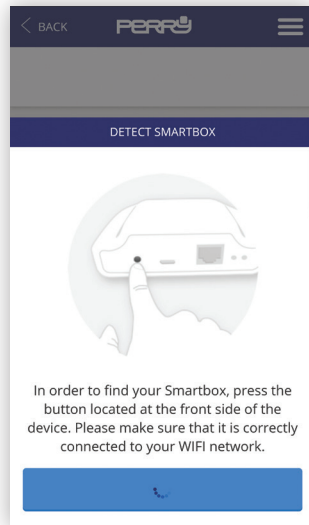 BACK
PERRY
DETECT SMARTBOX
In order to find your Smartbox, press the
button located at the front side of the
device. Please make sure that it is correctly
connected to your WIFI network.